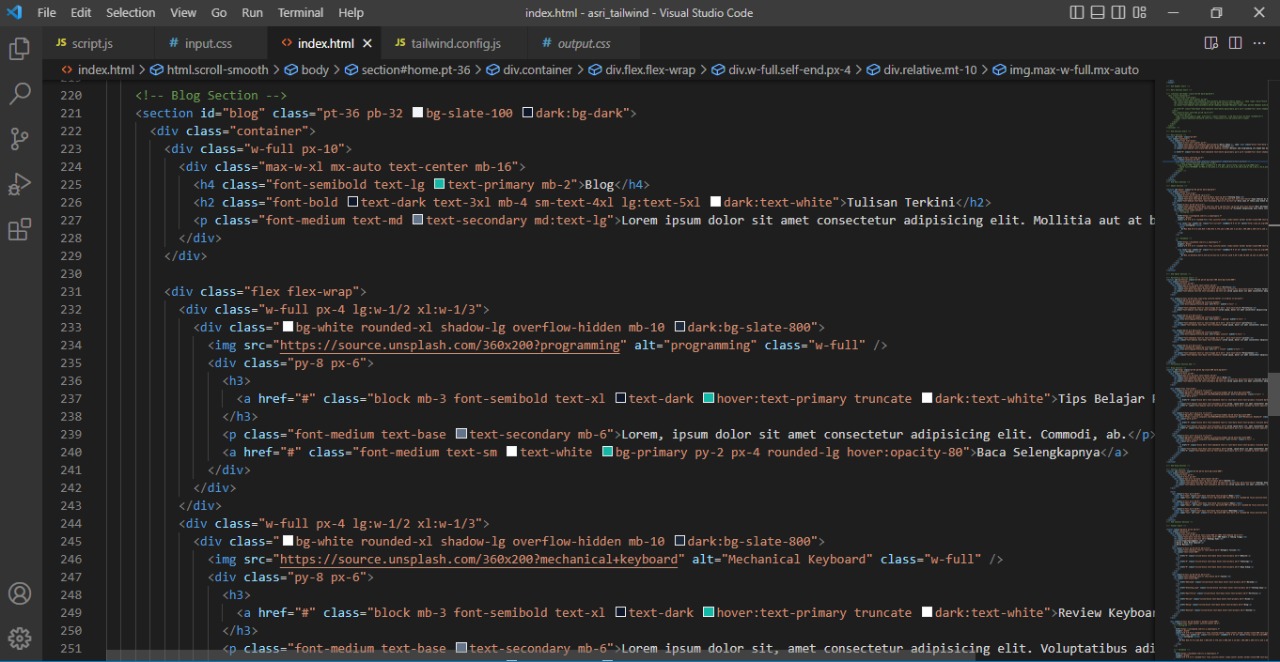 File Edit Selection View Go Run Terminal Help index.html - asri_tailwind - Visual Studio Code
JS script.js # input.css <> index.html × JS tailwind.config.js # output.css
<> index.html > html.scroll-smooth > body > section#home.pt-36 > div.container > div.flex.flex-wrap > div.w-full.self-end.px-4 > div.relative.mt-10 > img.max-w-full.mx-auto
220 <!-- Blog Section -->
221 <section id="blog" class="pt-36 pb-32 bg-slate-100 dark:bg-dark">
222 <div class="container">
223 <div class="w-full px-10">
224 <div class="max-w-xl mx-auto text-center mb-16">
225 <h4 class="font-semibold text-lg text-primary mb-2">Blog</h4>
226 <h2 class="font-bold text-dark text-3xl mb-4 sm-text-4xl lg:text-5xl dark:text-white">Tulisan Terkini</h2>
227 <p class="font-medium text-md text-secondary md:text-lg">Lorem ipsum dolor sit amet consectetur adipisicing elit. Mollitia aut at b
228 </div>
229 </div>
230
231 <div class="flex flex-wrap">
232 <div class="w-full px-4 lg:w-1/2 xl:w-1/3">
233 <div class="bg-white rounded-xl shadow-lg overflow-hidden mb-10 dark:bg-slate-800">
234 <img src="https://source.unsplash.com/360x200?programming" alt="programming" class="w-full" />
235 <div class="py-8 px-6">
236 <h3>
237 <a href="#" class="block mb-3 font-semibold text-xl text-dark hover:text-primary truncate dark:text-white">Tips Belajar
238 </h3>
239 <p class="font-medium text-base text-secondary mb-6">Lorem, ipsum dolor sit amet consectetur adipisicing elit. Commodi, ab.</p>
240 <a href="#" class="font-medium text-sm text-white bg-primary py-2 px-4 rounded-lg hover:opacity-80">Baca Selengkapnya</a>
241 </div>
242 </div>
243 </div>
244 <div class="w-full px-4 lg:w-1/2 xl:w-1/3">
245 <div class="bg-white rounded-xl shadow-lg overflow-hidden mb-10 dark:bg-slate-800">
246 <img src="https://source.unsplash.com/360x200?mechanical+keyboard" alt="Mechanical Keyboard" class="w-full" />
247 <div class="py-8 px-6">
248 <h3>
249 <a href="#" class="block mb-3 font-semibold text-xl text-dark hover:text-primary truncate dark:text-white">Review Keyboar
250 </h3>
251 <p class="font-medium text-base text-secondary mb-6">Lorem ipsum dolor sit, amet consectetur adipisicing elit. Voluptatibus adi